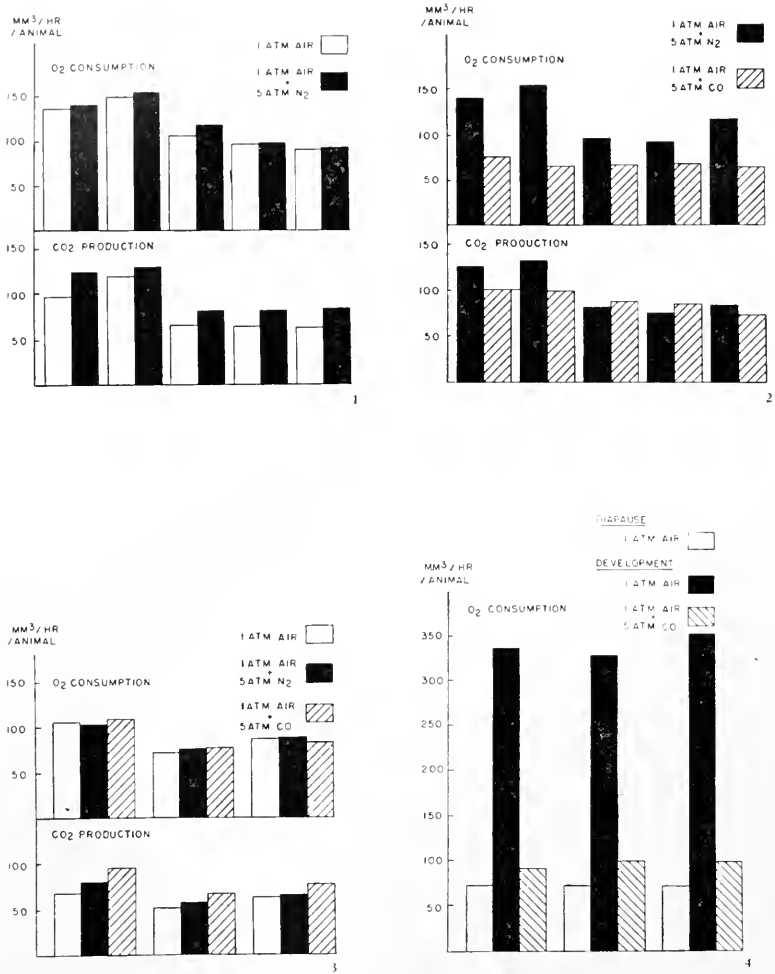 MM3/HR
/ANIMAL
1 ATM AIR
O2 CONSUMPTION
1 ATM AIR
+
5 ATM N2
150
100
50
150
CO2 PRODUCTION
100
50
1
MM3/HR
/ANIMAL
1 ATM AIR
+
5 ATM N2
O2 CONSUMPTION
1 ATM AIR
+
5 ATM CO
150
100
50
150
CO2 PRODUCTION
100
50
2
MM3/HR
/ANIMAL
1 ATM AIR
1 ATM AIR
+
5 ATM N2
150
O2 CONSUMPTION
1 ATM AIR
+
5 ATM CO
100
50
CO2 PRODUCTION
100
50
3
DIAPAUSE
1 ATM AIR
DEVELOPMENT
MM3/HR
/ANIMAL
1 ATM AIR
O2 CONSUMPTION
1 ATM AIR
+
5 ATM CO
350
300
250
200
150
100
50
4